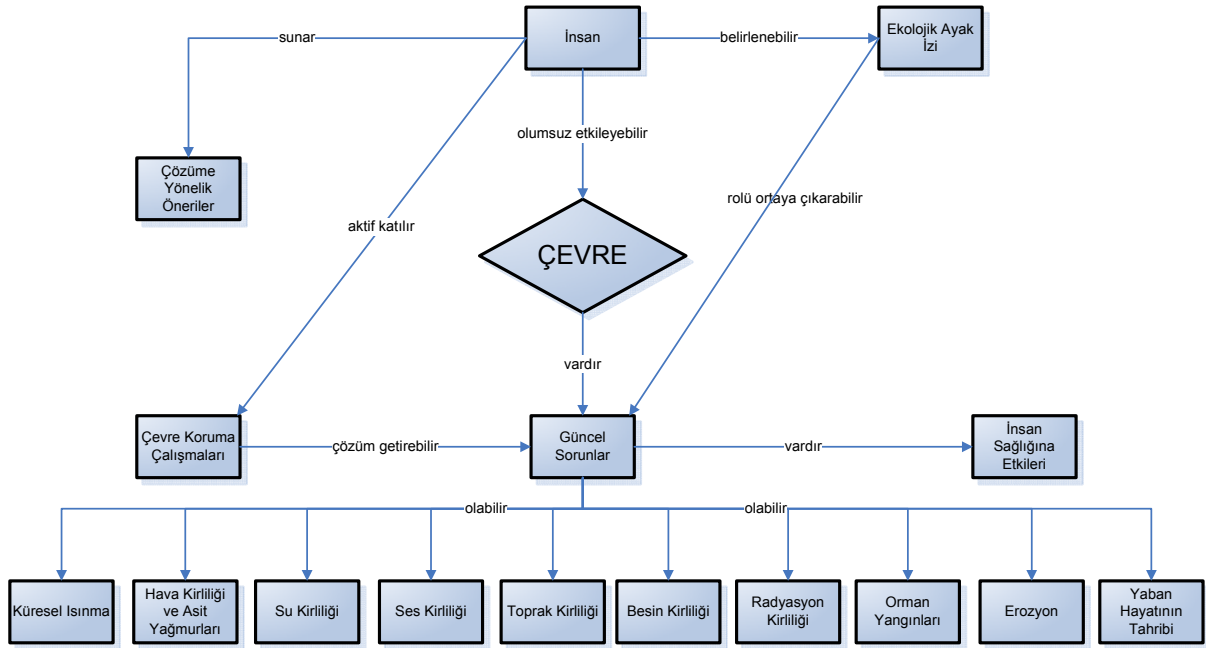 sunar
İnsan
belirlenebilir
Ekolojik Ayak
İzi
olumsuz etkileyebilir
Çözüme
Yönelik
Öneriler
rolü ortaya çıkarabilir
aktif katılır
ÇEVRE
vardır
Çevre Koruma
Çalışmaları
çözüm getirebilir
Güncel
Sorunlar
vardır
İnsan
Sağlığına
Etkileri
olabilir
olabilir
Küresel Isınma
Hava Kirliliği
ve Asit
Yağmurları
Su Kirliliği
Ses Kirliliği
Toprak Kirliliği
Besin Kirliliği
Radyasyon
Kirliliği
Orman
Yangınları
Erozyon
Yaban
Hayatının
Tahribi